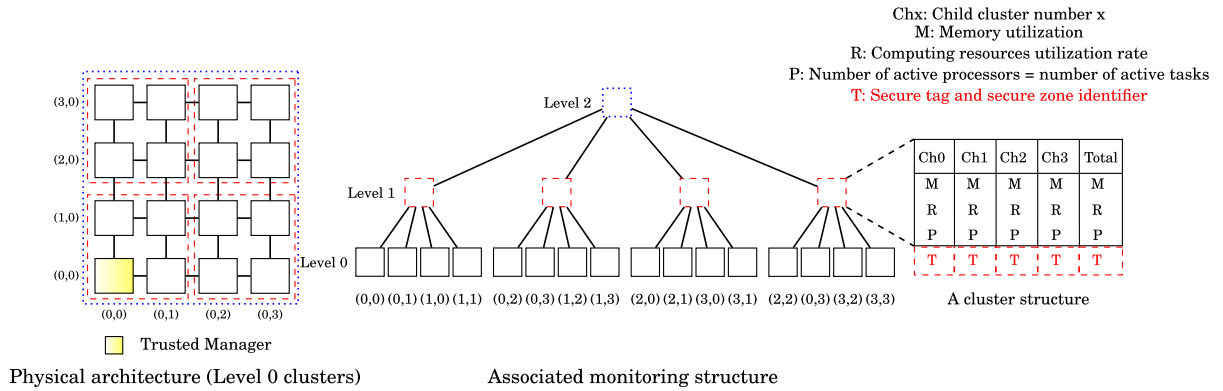 Chx: Child cluster number x
M: Memory utilization
R: Computing resources utilization rate
P: Number of active processors = number of active tasks
T: Secure tag and secure zone identifier
(3,0)
(2,0)
(1,0)
(0,0)
(0,0) (0,1) (0,2) (0,3)
Trusted Manager
Physical architecture (Level 0 clusters)
Level 2
Level 1
Level 0
(0,0) (0,1) (1,0) (1,1) (0,2) (0,3) (1,2) (1,3) (2,0) (2,1) (3,0) (3,1) (2,2) (0,3) (3,2) (3,3)
Associated monitoring structure
Ch0 Ch1 Ch2 Ch3 Total
M M M M M
R R R R R
P P P P P
T T T T T
A cluster structure